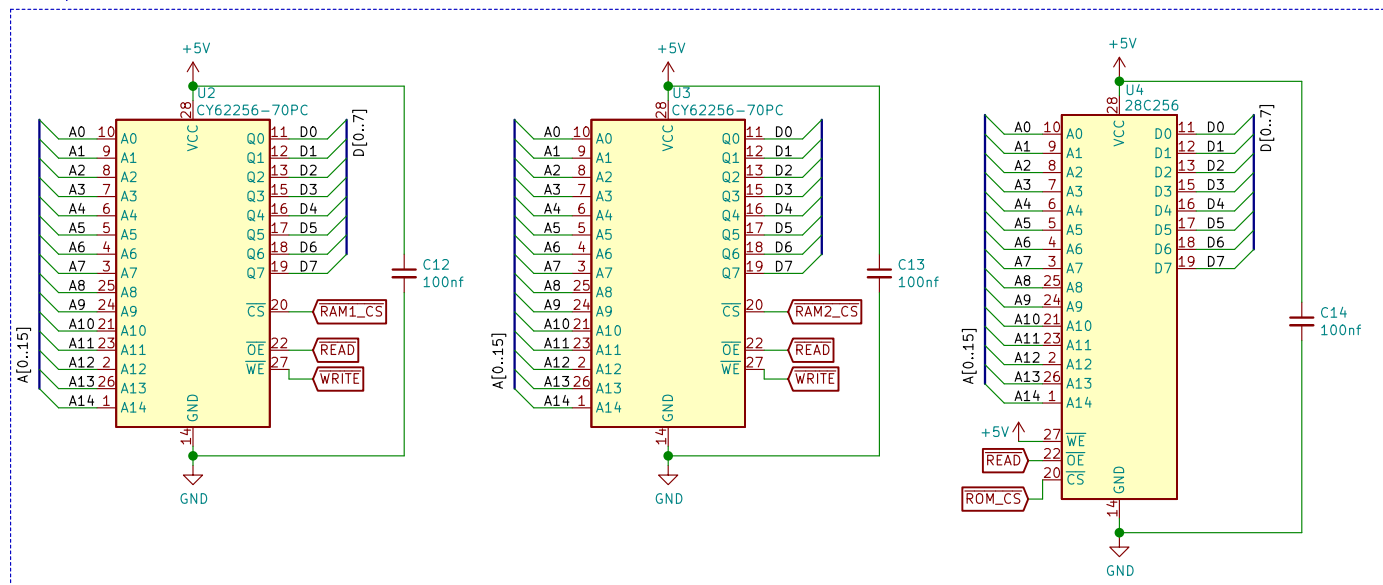 +5V
U2
CY62256-70PC
28
VCC
A0 10 A0
A1 9 A1
A2 8 A2
A3 7 A3
A4 6 A4
A5 5 A5
A6 4 A6
A7 3 A7
A8 25 A8
A9 24 A9
A10 21 A10
A11 23 A11
A12 2 A12
A13 26 A13
A14 1 A14
A[0..15]
Q0 11 D0
Q1 12 D1
Q2 13 D2
Q3 15 D3
Q4 16 D4
Q5 17 D5
Q6 18 D6
Q7 19 D7
D[0..7]
CS 20 RAM1_CS
OE 22 READ
WE 27 WRITE
GND
14
GND
C12
100nf
+5V
U3
CY62256-70PC
28
VCC
A0 10 A0
A1 9 A1
A2 8 A2
A3 7 A3
A4 6 A4
A5 5 A5
A6 4 A6
A7 3 A7
A8 25 A8
A9 24 A9
A10 21 A10
A11 23 A11
A12 2 A12
A13 26 A13
A14 1 A14
A[0..15]
Q0 11 D0
Q1 12 D1
Q2 13 D2
Q3 15 D3
Q4 16 D4
Q5 17 D5
Q6 18 D6
Q7 19 D7
CS 20 RAM2_CS
OE 22 READ
WE 27 WRITE
GND
14
GND
C13
100nf
+5V
U4
28C256
28
VCC
A0 10 A0
A1 9 A1
A2 8 A2
A3 7 A3
A4 6 A4
A5 5 A5
A6 4 A6
A7 3 A7
A8 25 A8
A9 24 A9
A10 21 A10
A11 23 A11
A12 2 A12
A13 26 A13
A14 1 A14
A[0..15]
D0 11 D0
D1 12 D1
D2 13 D2
D3 15 D3
D4 16 D4
D5 17 D5
D6 18 D6
D7 19 D7
D[0..7]
+5V 27 WE
READ 22 OE
ROM_CS 20 CS
GND
14
GND
C14
100nf